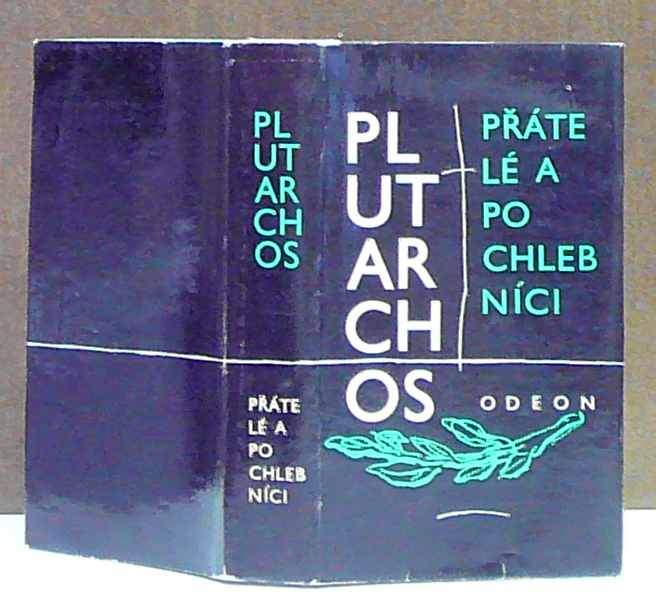 PL
UT
AR
CH
OS
PŘÁTE
LÉ A
PO
CHLEB
NÍCI
PL
UT
AR
CH
OS
PŘÁTE
LÉ A
PO
CHLEB
NÍCI
ODEON